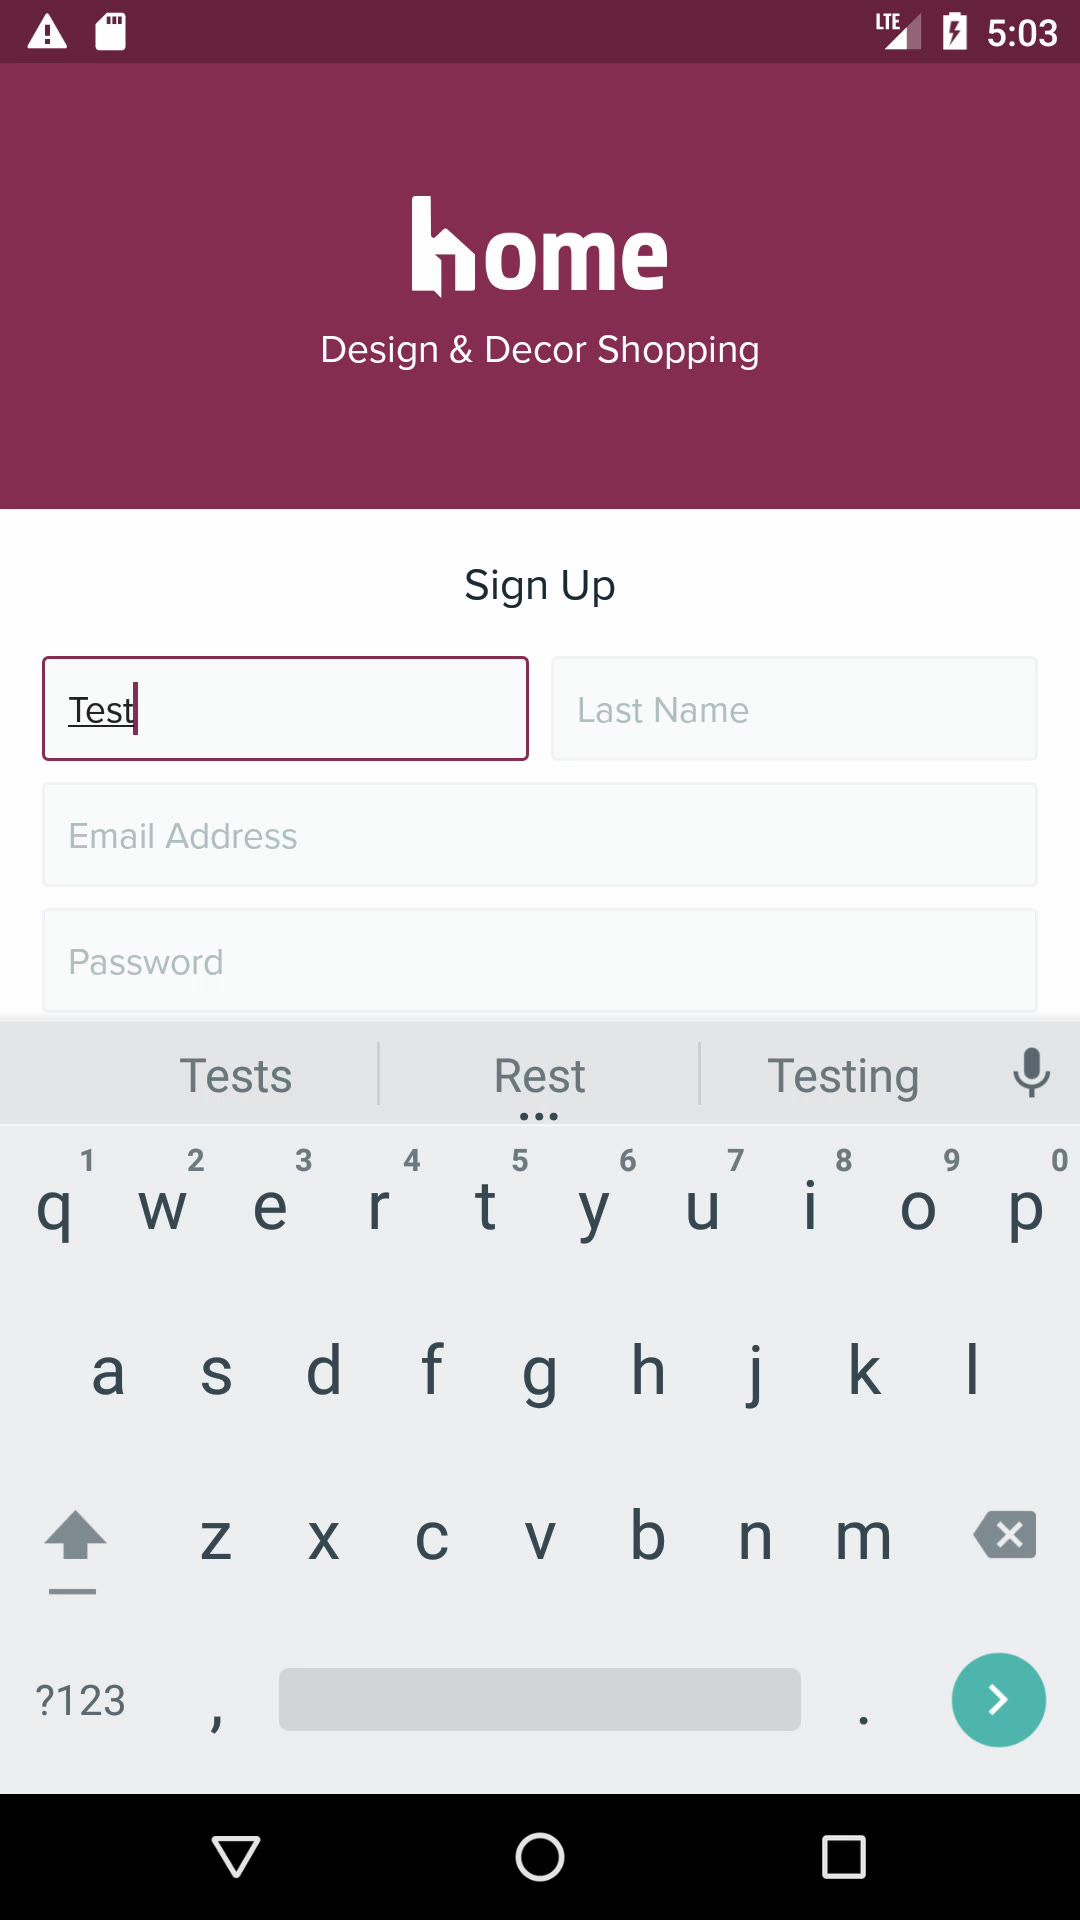 LTE 5:03
home
Design & Decor Shopping
Sign Up
Test Last Name
Email Address
Password
Tests Rest Testing
1 2 3 4 5 6 7 8 9 0
q w e r t y u i o p
a s d f g h j k l
z x c v b n m
?123 , .